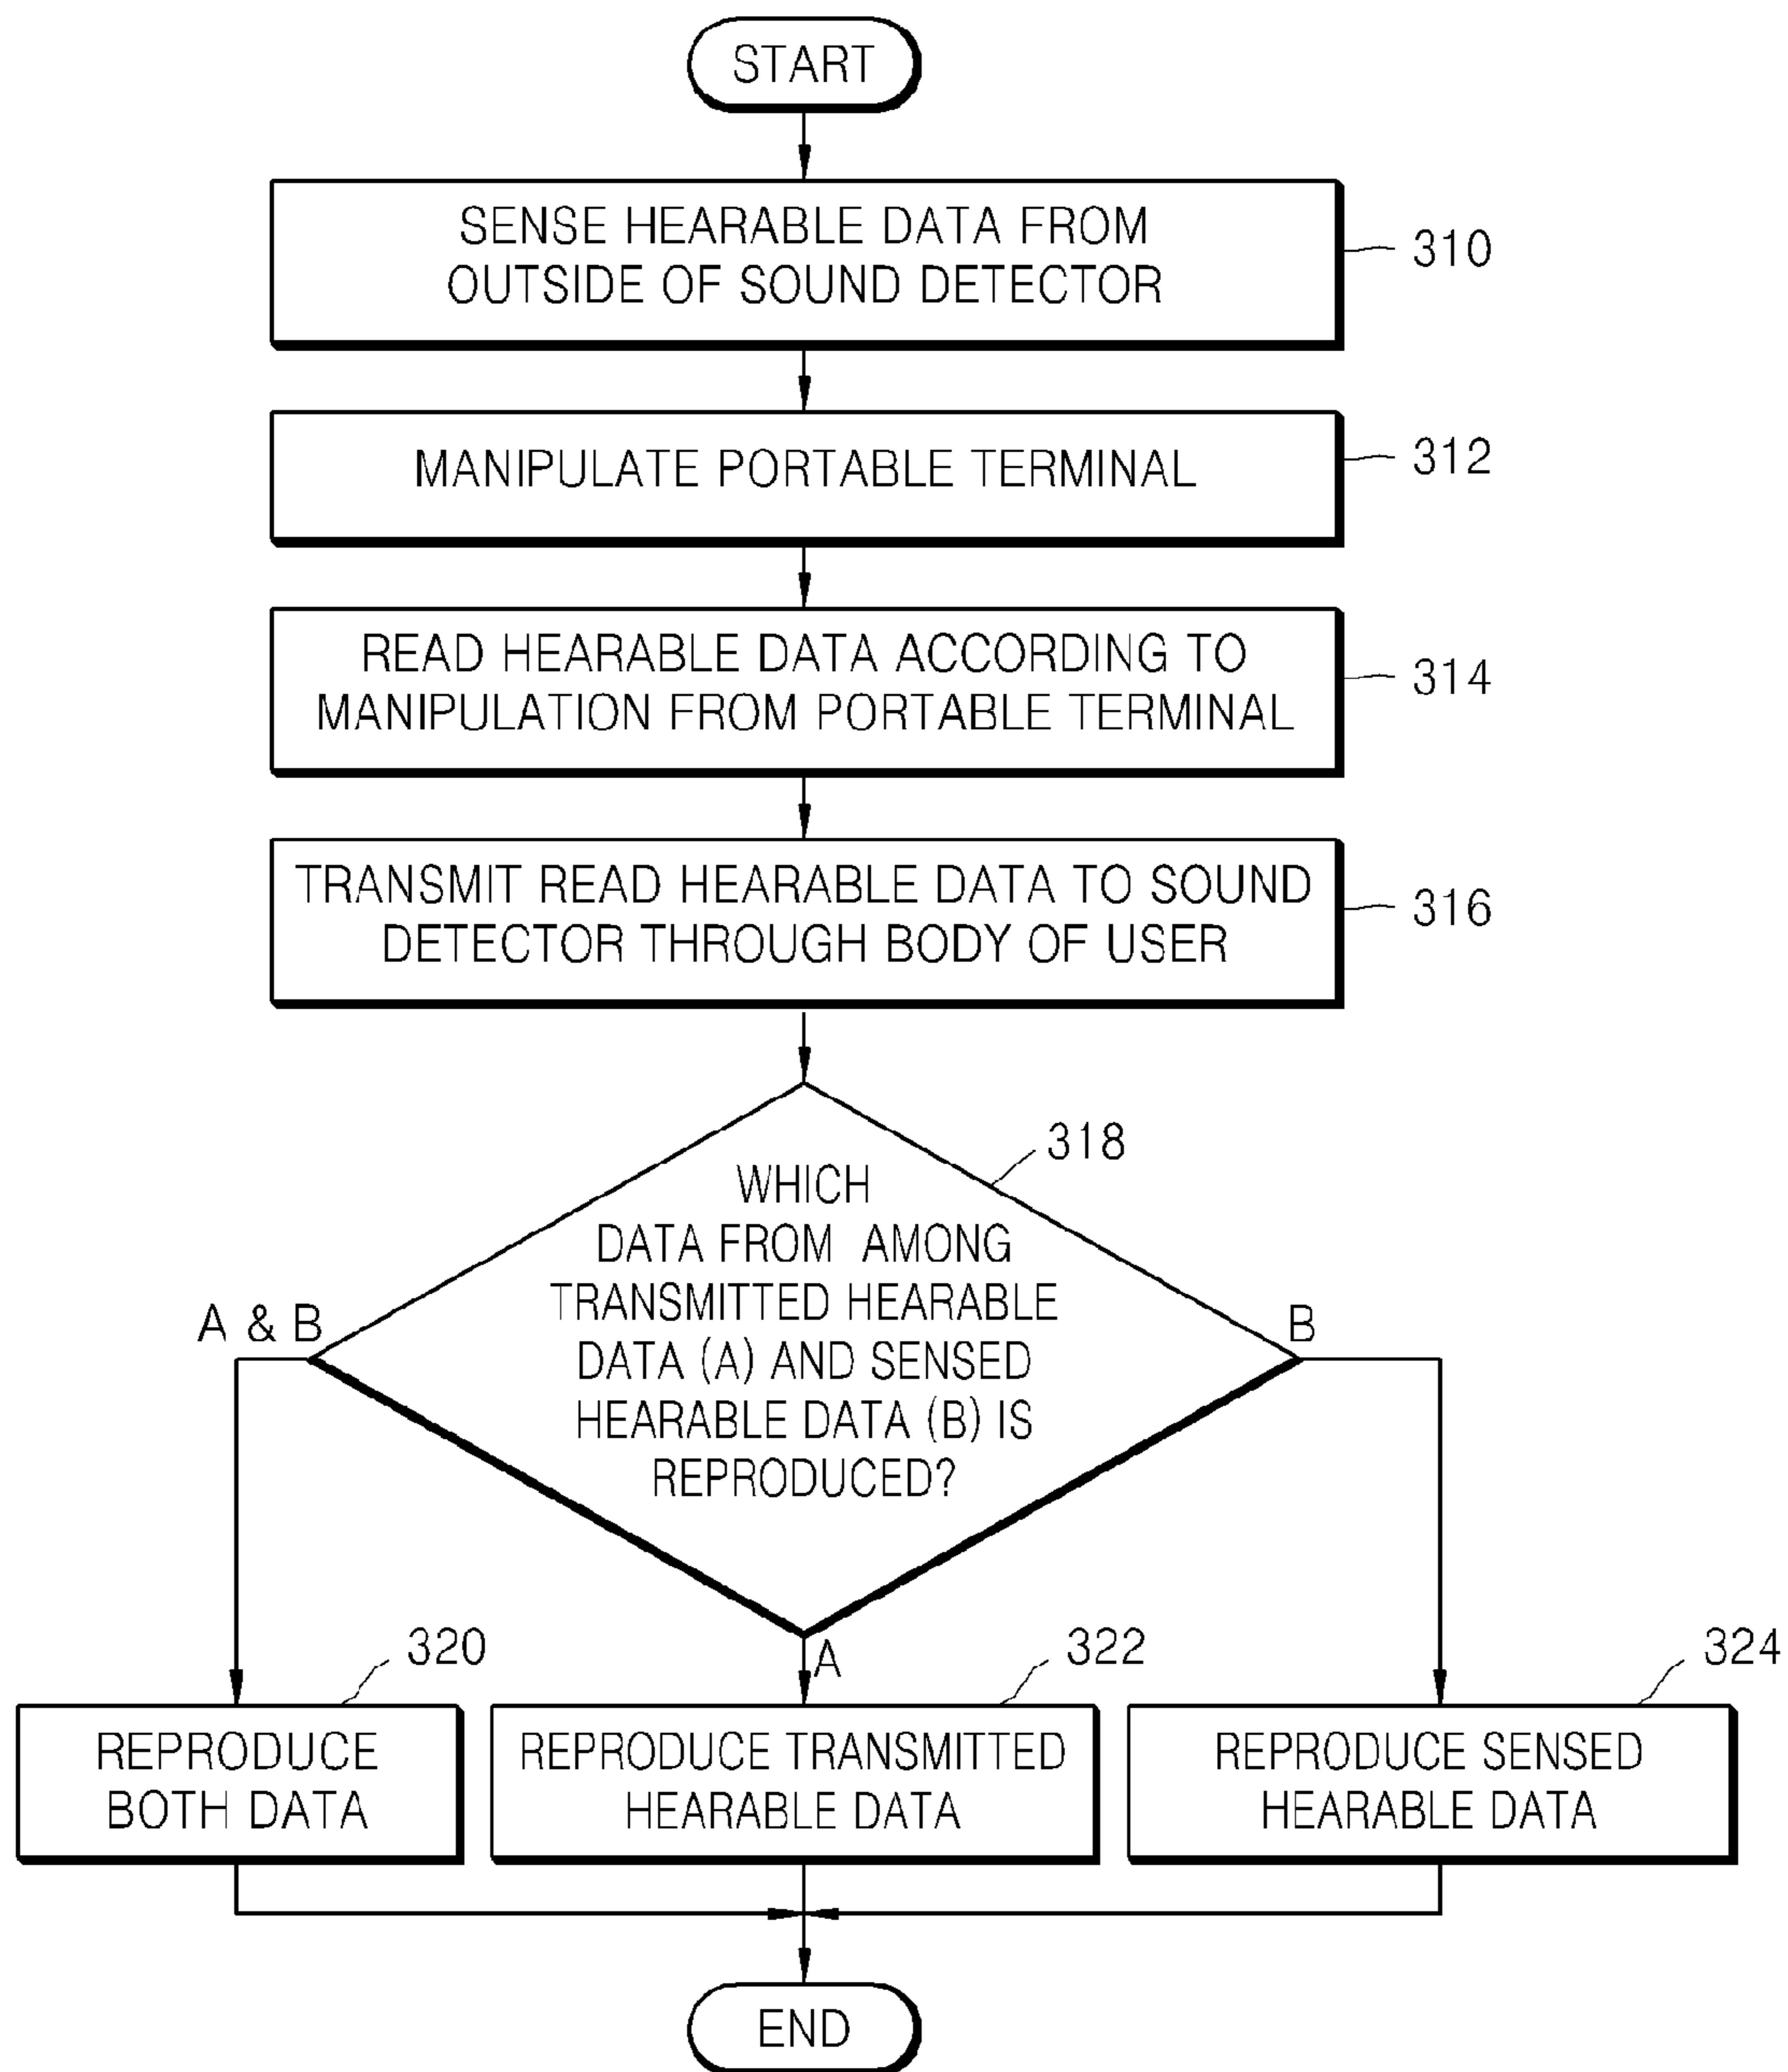 START
SENSE HEARABLE DATA FROM
OUTSIDE OF SOUND DETECTOR
310
MANIPULATE PORTABLE TERMINAL
312
READ HEARABLE DATA ACCORDING TO
MANIPULATION FROM PORTABLE TERMINAL
314
TRANSMIT READ HEARABLE DATA TO SOUND
DETECTOR THROUGH BODY OF USER
316
318
WHICH
DATA FROM AMONG
TRANSMITTED HEARABLE
DATA (A) AND SENSED
HEARABLE DATA (B) IS
REPRODUCED?
A & B
B
A
320
REPRODUCE
BOTH DATA
322
REPRODUCE TRANSMITTED
HEARABLE DATA
324
REPRODUCE SENSED
HEARABLE DATA
END